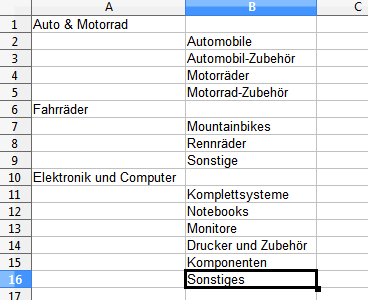 A B C
1 Auto & Motorrad
2 Automobile
3 Automobil-Zubehör
4 Motorräder
5 Motorrad-Zubehör
6 Fahrräder
7 Mountainbikes
8 Rennräder
9 Sonstige
10 Elektronik und Computer
11 Komplettsysteme
12 Notebooks
13 Monitore
14 Drucker und Zubehör
15 Komponenten
16 Sonstiges
17